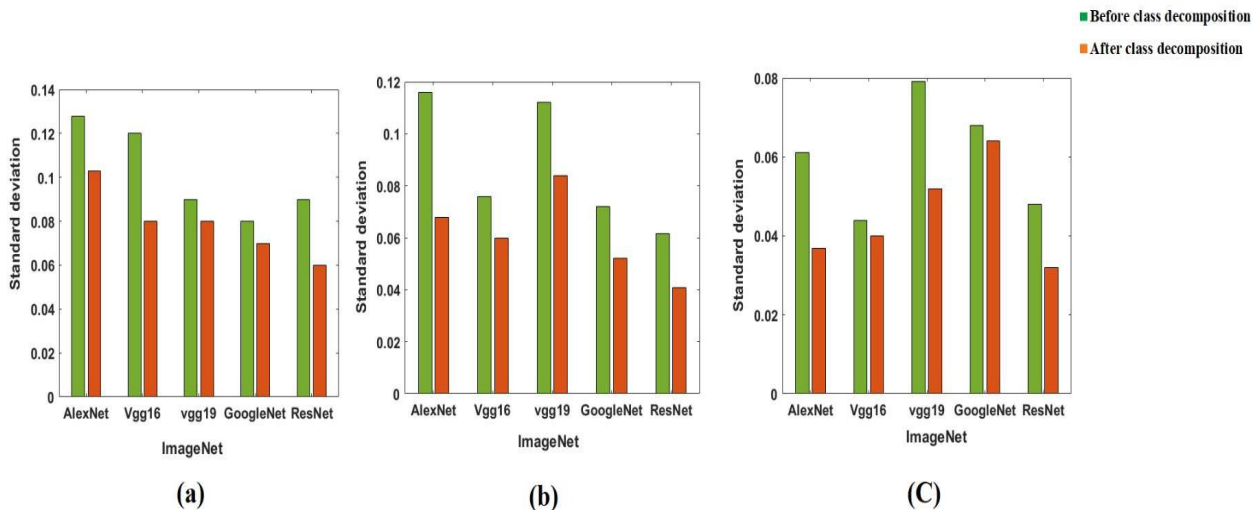 Before class decomposition
After class decomposition
Standard deviation
0.14
0.12
0.1
0.08
0.06
0.04
0.02
0
AlexNet Vgg16 vgg19 GoogleNet ResNet
ImageNet
(a)
Standard deviation
0.12
0.1
0.08
0.06
0.04
0.02
0
AlexNet Vgg16 vgg19 GoogleNet ResNet
ImageNet
(b)
Standard deviation
0.08
0.06
0.04
0.02
0
AlexNet Vgg16 vgg19 GoogleNet ResNet
ImageNet
(C)